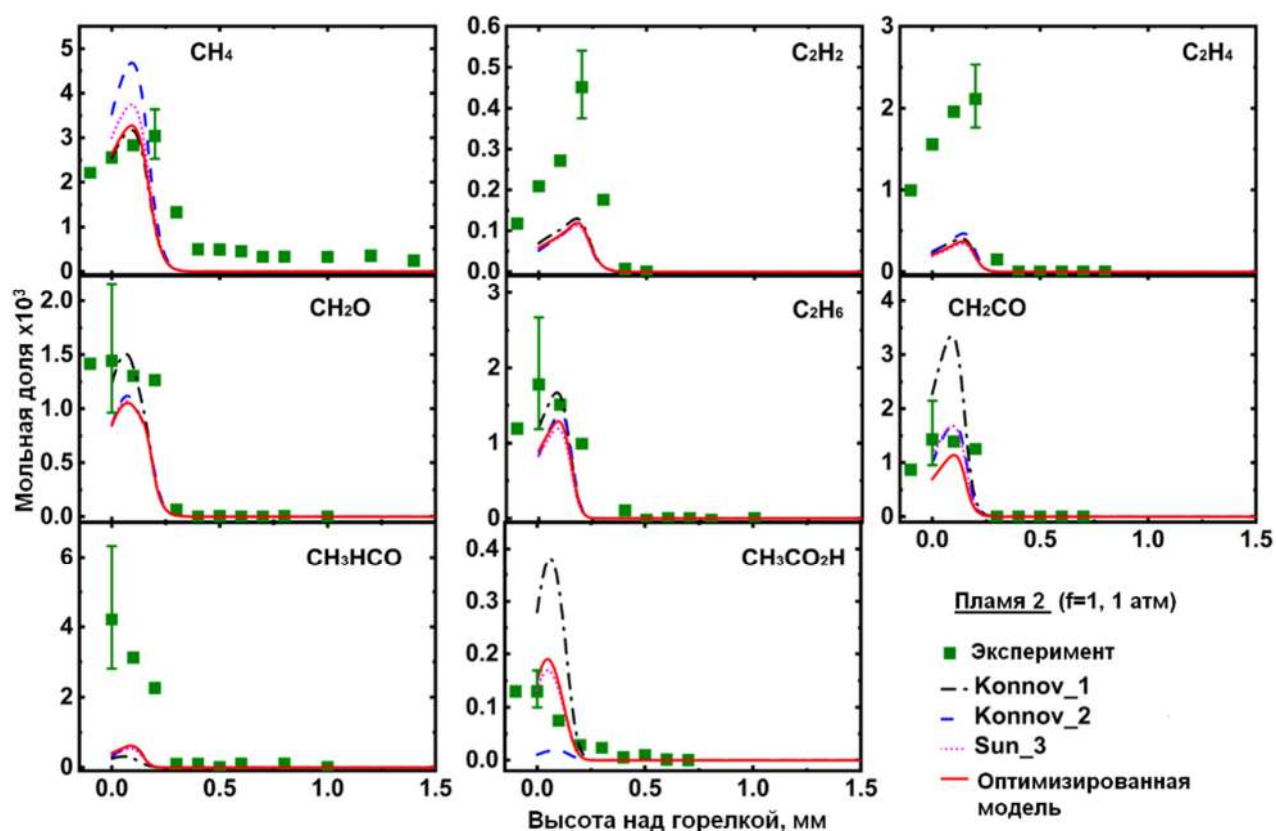 Мольная доля x10³
CH₄
5
4
3
2
1
0
C₂H₂
0.6
0.5
0.4
0.3
0.2
0.1
0.0
C₂H₄
3
2
1
0
CH₂O
2.0
1.5
1.0
0.5
0.0
C₂H₆
3
2
1
0
CH₂CO
4
3
2
1
0
0.0 0.5 1.0 1.5
CH₃HCO
6
4
2
0
0.0 0.5 1.0 1.5
CH₃CO₂H
0.4
0.3
0.2
0.1
0.0
0.0 0.5 1.0 1.5
Высота над горелкой, мм
Пламя 2 (f=1, 1 атм)
Эксперимент
Konnov_1
Konnov_2
Sun_3
Оптимизированная
модель